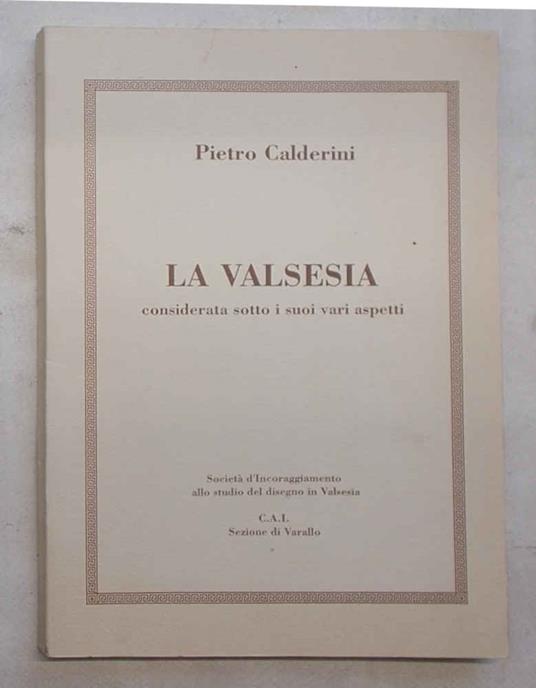 Pietro Calderini
LA VALSESIA
considerata sotto i suoi vari aspetti
Società d'Incoraggiamento
allo studio del disegno in Valsesia
C.A.I.
Sezione di Varallo